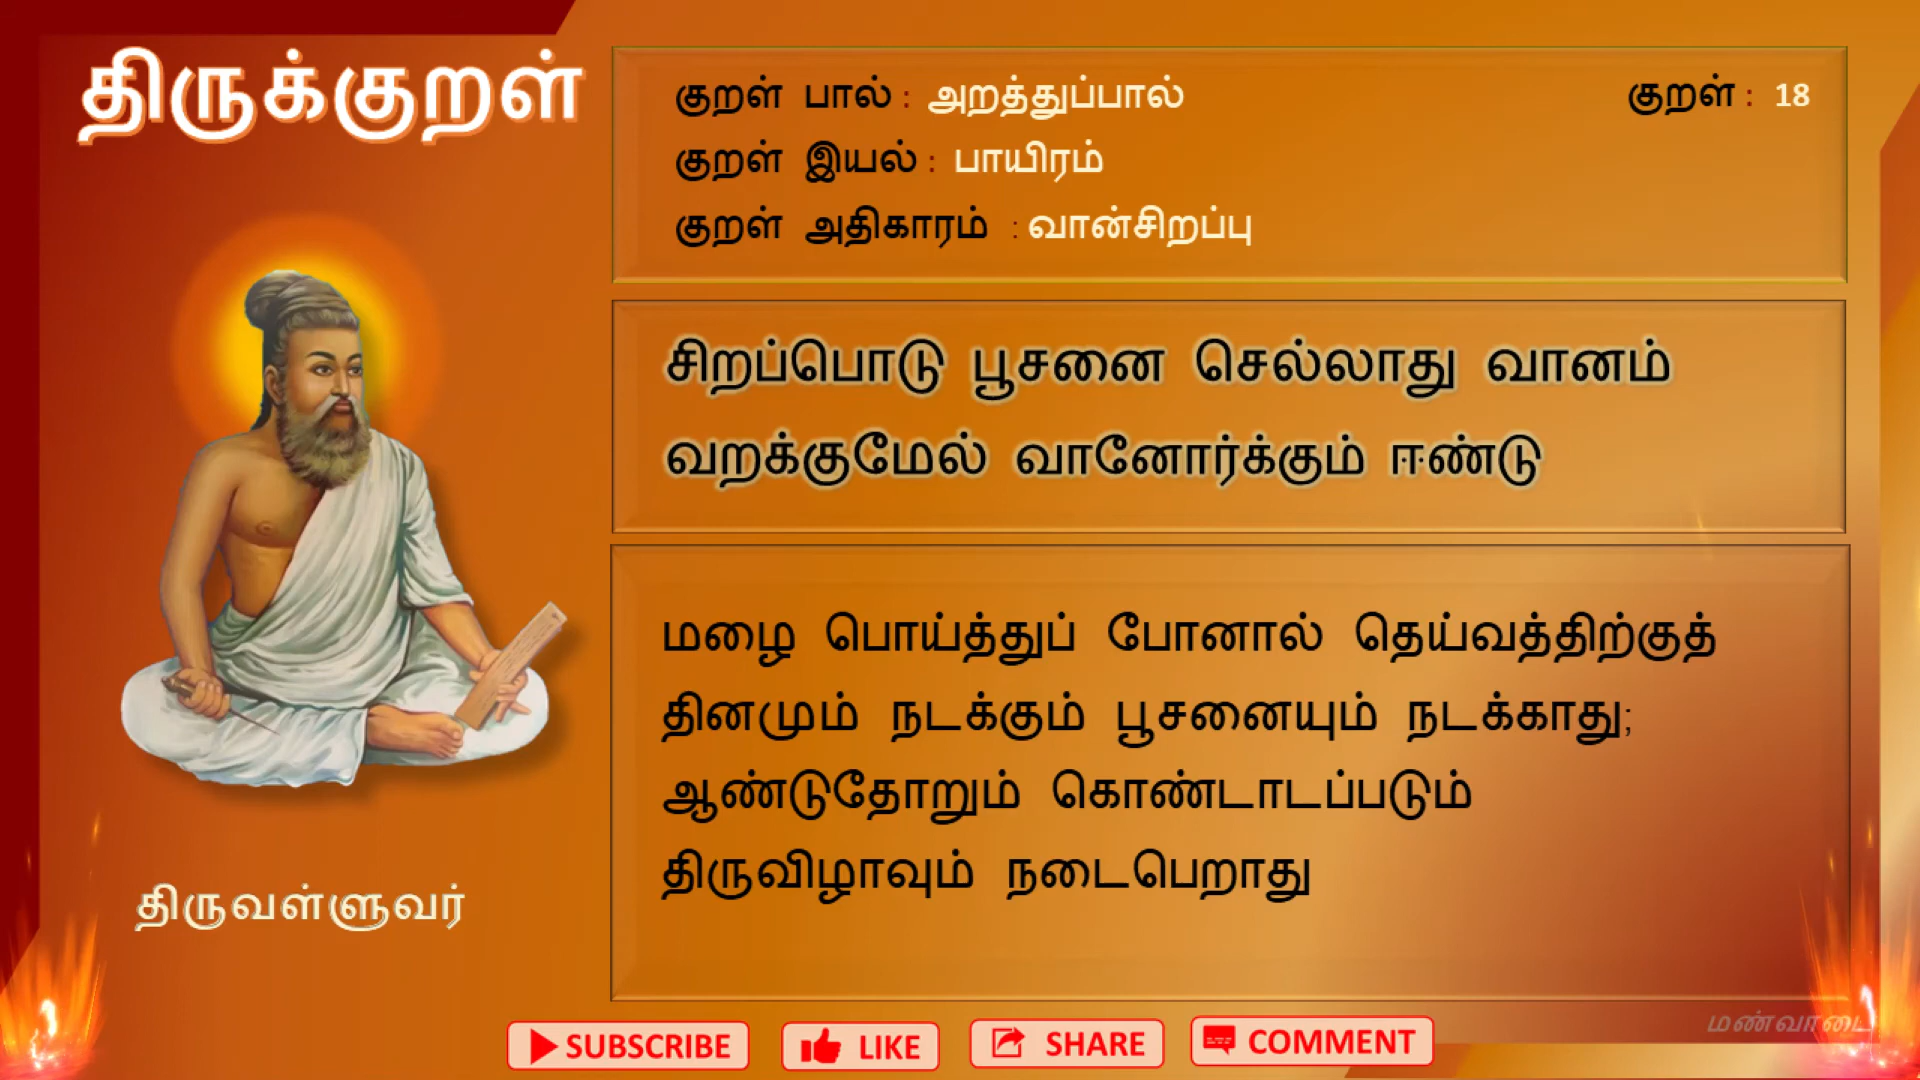 திருக்குறள்
குறள் பால் : அறத்துப்பால்
குறள் : 18
குறள் இயல் : பாயிரம்
குறள் அதிகாரம் : வான்சிறப்பு
சிறப்பொடு பூசனை செல்லாது வானம்
வறக்குமேல் வானோர்க்கும் ஈண்டு
மழை பொய்த்துப் போனால் தெய்வத்திற்குத்
தினமும் நடக்கும் பூசனையும் நடக்காது;
ஆண்டுதோறும் கொண்டாடப்படும்
திருவிழாவும் நடைபெறாது
திருவள்ளுவர்
SUBSCRIBE
LIKE
SHARE
COMMENT